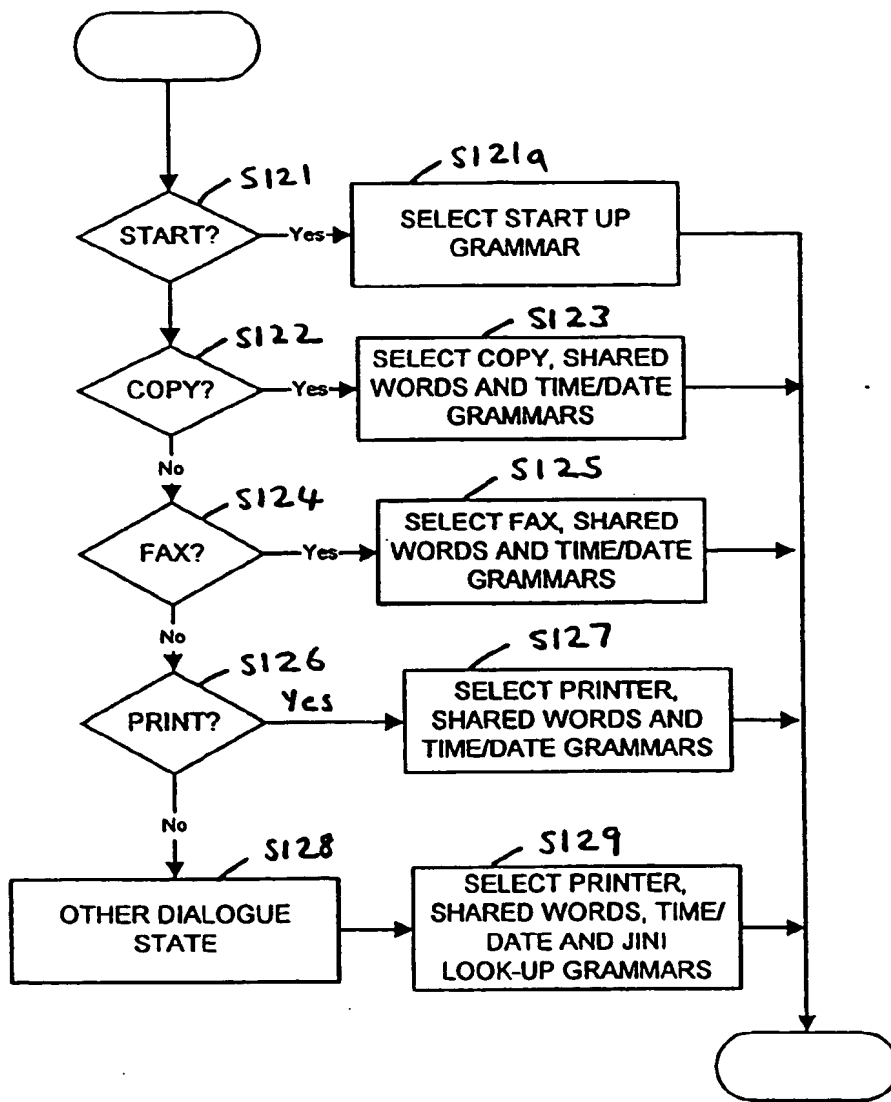 S121
S121a
START?
Yes
SELECT START UP
GRAMMAR
S122
S123
COPY?
Yes
SELECT COPY, SHARED
WORDS AND TIME/DATE
GRAMMARS
No
S124
S125
FAX?
Yes
SELECT FAX, SHARED
WORDS AND TIME/DATE
GRAMMARS
No
S126
S127
PRINT?
Yes
SELECT PRINTER,
SHARED WORDS AND
TIME/DATE GRAMMARS
No
S128
S129
OTHER DIALOGUE
STATE
SELECT PRINTER,
SHARED WORDS, TIME/
DATE AND JINI
LOOK-UP GRAMMARS